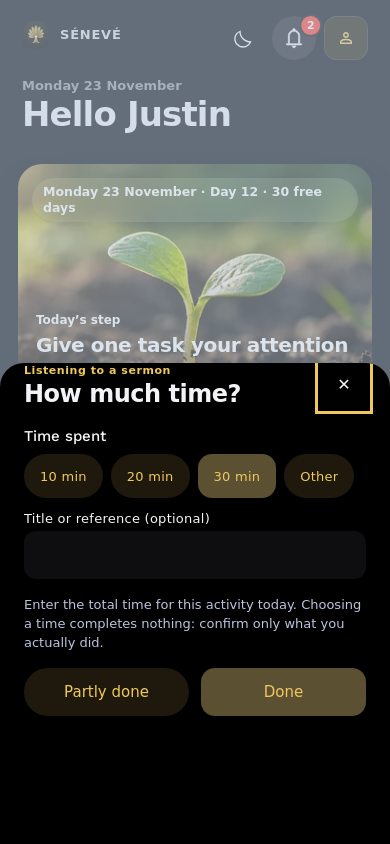 SÉNEVÉ
2
Monday 23 November
Hello Justin
Monday 23 November · Day 12 · 30 free
days
Today’s step
Give one task your attention
Listening to a sermon
How much time?
×
Time spent
10 min
20 min
30 min
Other
Title or reference (optional)
Enter the total time for this activity today. Choosing
a time completes nothing: confirm only what you
actually did.
Partly done
Done